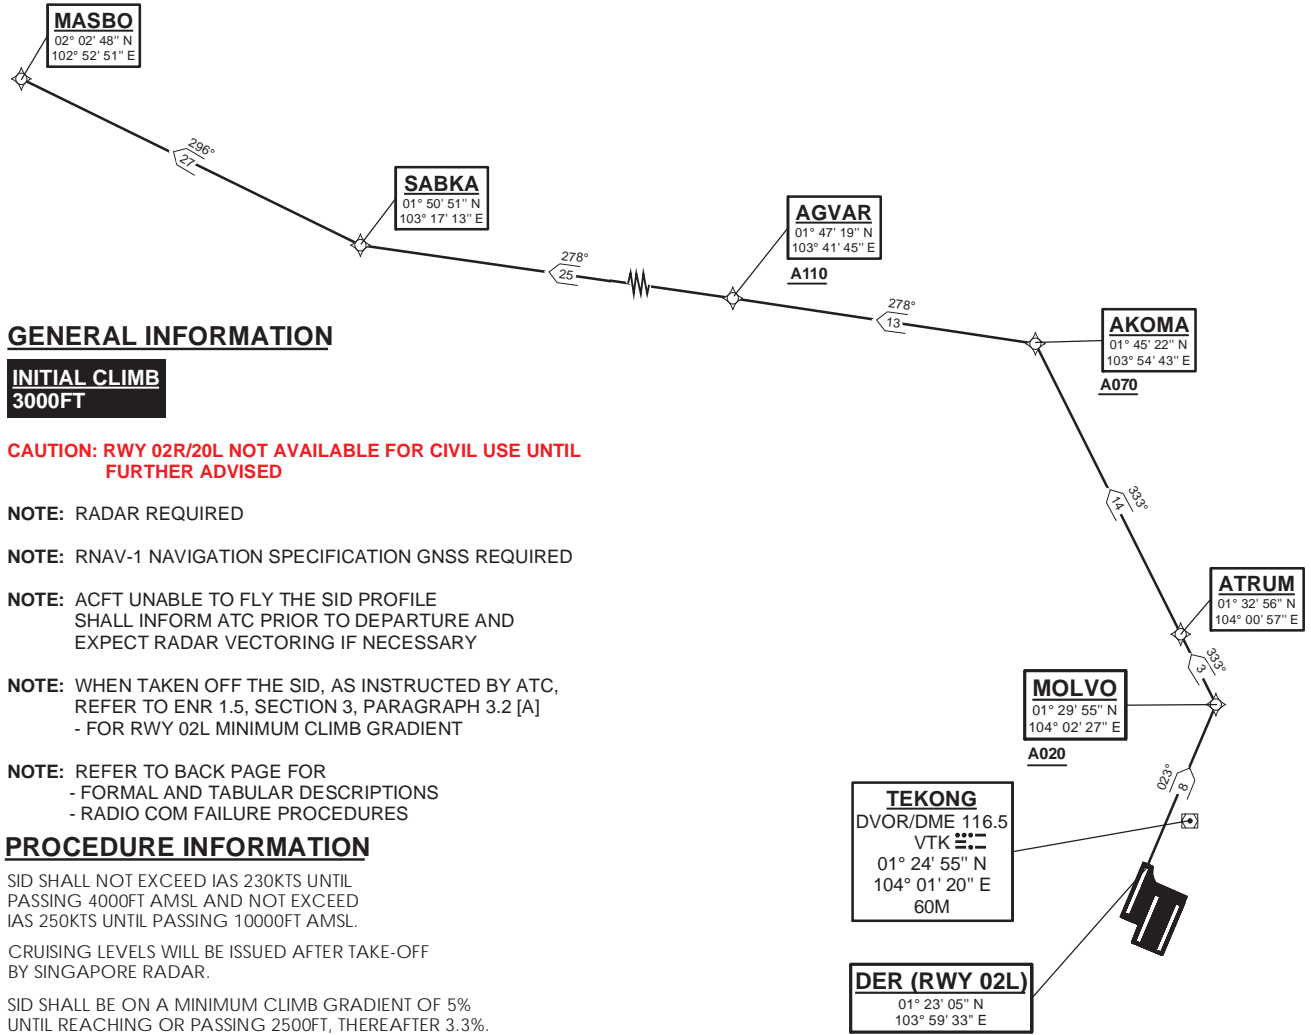 MASBO
02° 02' 48" N
102° 52' 51" E
296°
27
SABKA
01° 50' 51" N
103° 17' 13" E
278°
25
AGVAR
01° 47' 19" N
103° 41' 45" E
A110
278°
13
AKOMA
01° 45' 22" N
103° 54' 43" E
A070
333°
14
ATRUM
01° 32' 56" N
104° 00' 57" E
333°
3
MOLVO
01° 29' 55" N
104° 02' 27" E
A020
023°
8
TEKONG
DVOR/DME 116.5
VTK
01° 24' 55" N
104° 01' 20" E
60M
DER (RWY 02L)
01° 23' 05" N
103° 59' 33" E
GENERAL INFORMATION
INITIAL CLIMB
3000FT
CAUTION: RWY 02R/20L NOT AVAILABLE FOR CIVIL USE UNTIL
FURTHER ADVISED
NOTE: RADAR REQUIRED
NOTE: RNAV-1 NAVIGATION SPECIFICATION GNSS REQUIRED
NOTE: ACFT UNABLE TO FLY THE SID PROFILE
SHALL INFORM ATC PRIOR TO DEPARTURE AND
EXPECT RADAR VECTORING IF NECESSARY
NOTE: WHEN TAKEN OFF THE SID, AS INSTRUCTED BY ATC,
REFER TO ENR 1.5, SECTION 3, PARAGRAPH 3.2 [A]
- FOR RWY 02L MINIMUM CLIMB GRADIENT
NOTE: REFER TO BACK PAGE FOR
- FORMAL AND TABULAR DESCRIPTIONS
- RADIO COM FAILURE PROCEDURES
PROCEDURE INFORMATION
SID SHALL NOT EXCEED IAS 230KTS UNTIL
PASSING 4000FT AMSL AND NOT EXCEED
IAS 250KTS UNTIL PASSING 10000FT AMSL.
CRUISING LEVELS WILL BE ISSUED AFTER TAKE-OFF
BY SINGAPORE RADAR.
SID SHALL BE ON A MINIMUM CLIMB GRADIENT OF 5%
UNTIL REACHING OR PASSING 2500FT, THEREAFTER 3.3%.